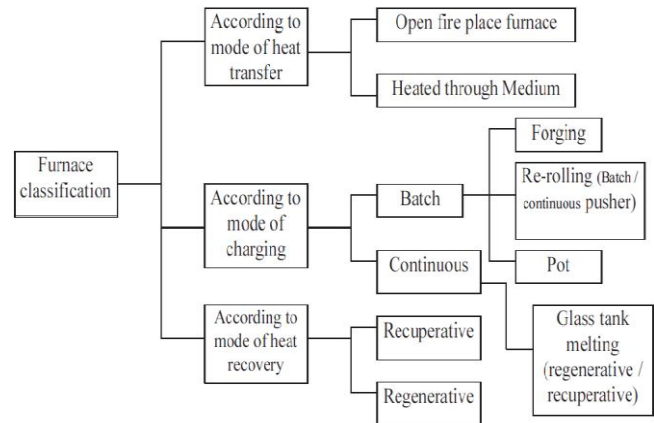 According to
mode of heat
transfer
Open fire place furnace
Heated through Medium
Furnace
classification
According to
mode of
charging
Batch
Forging
Re-rolling (Batch /
continuous pusher)
Pot
Continuous
Glass tank
melting
(regenerative /
recuperative)
According to
mode of heat
recovery
Recuperative
Regenerative